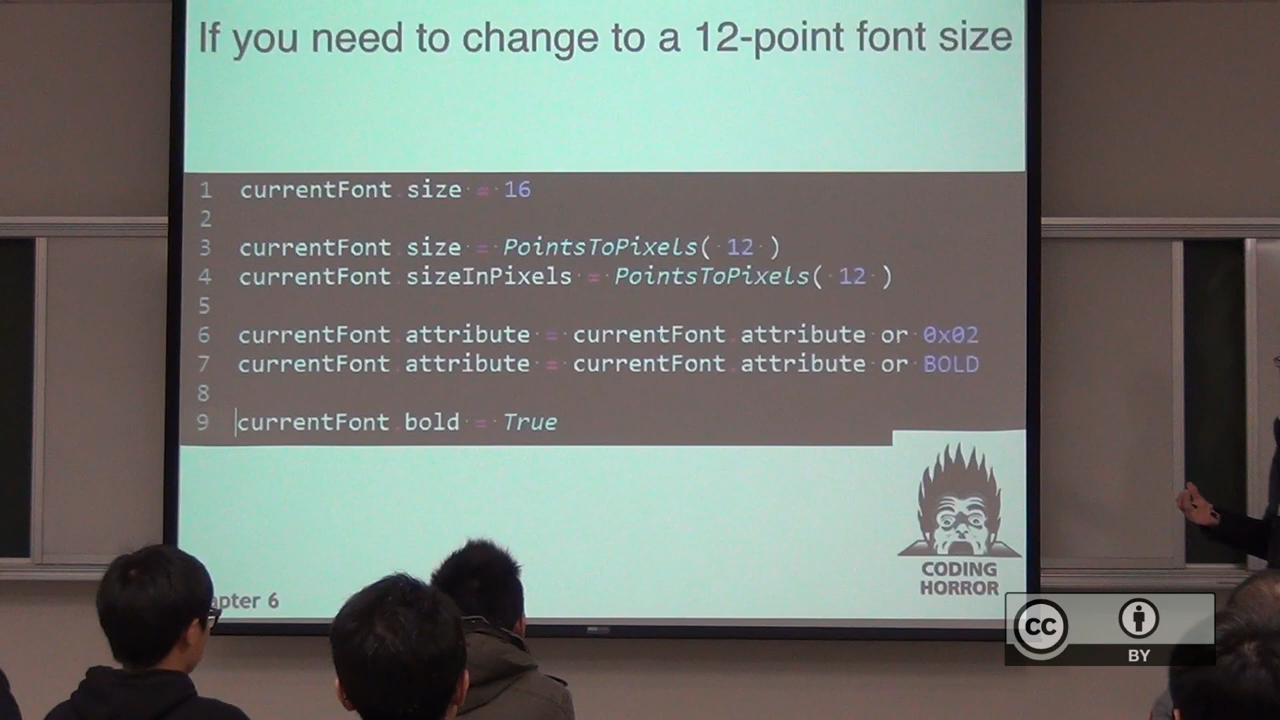 If you need to change to a 12-point font size
1 currentFont.size = 16
2
3 currentFont.size = PointsToPixels( 12 )
4 currentFont.sizeInPixels = PointsToPixels( 12 )
5
6 currentFont.attribute = currentFont.attribute or 0x02
7 currentFont.attribute = currentFont.attribute or BOLD
8
9 currentFont.bold = True
CODING
HORROR
apter 6
CC
BY